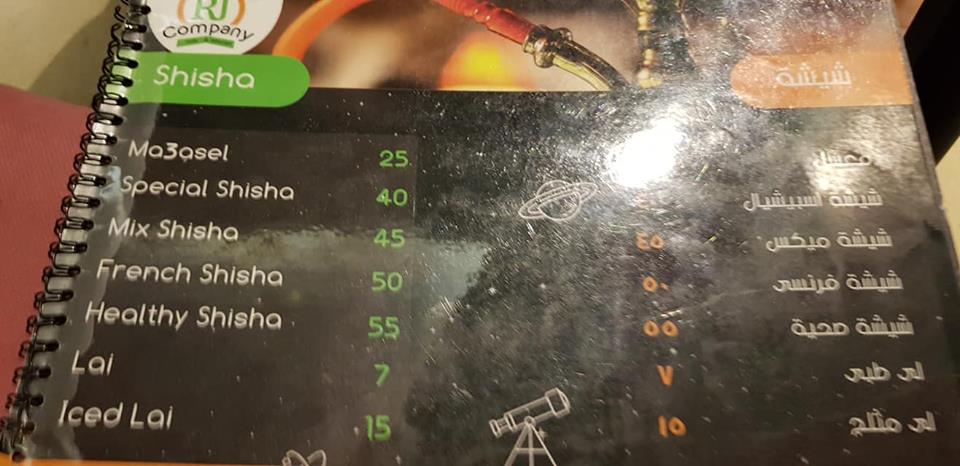 RJ
Company
Shisha شيشة
Ma3asel 25 معسل
Special Shisha 40 شيشة اسبيشيال
Mix Shisha 45 ٤٥ شيشة ميكس
French Shisha 50 ٥٠ شيشة فرنسى
Healthy Shisha 55 ٥٥ شيشة صحية
Lai 7 ٧ لى طبى
Iced Lai 15 ١٥ لى مثلج